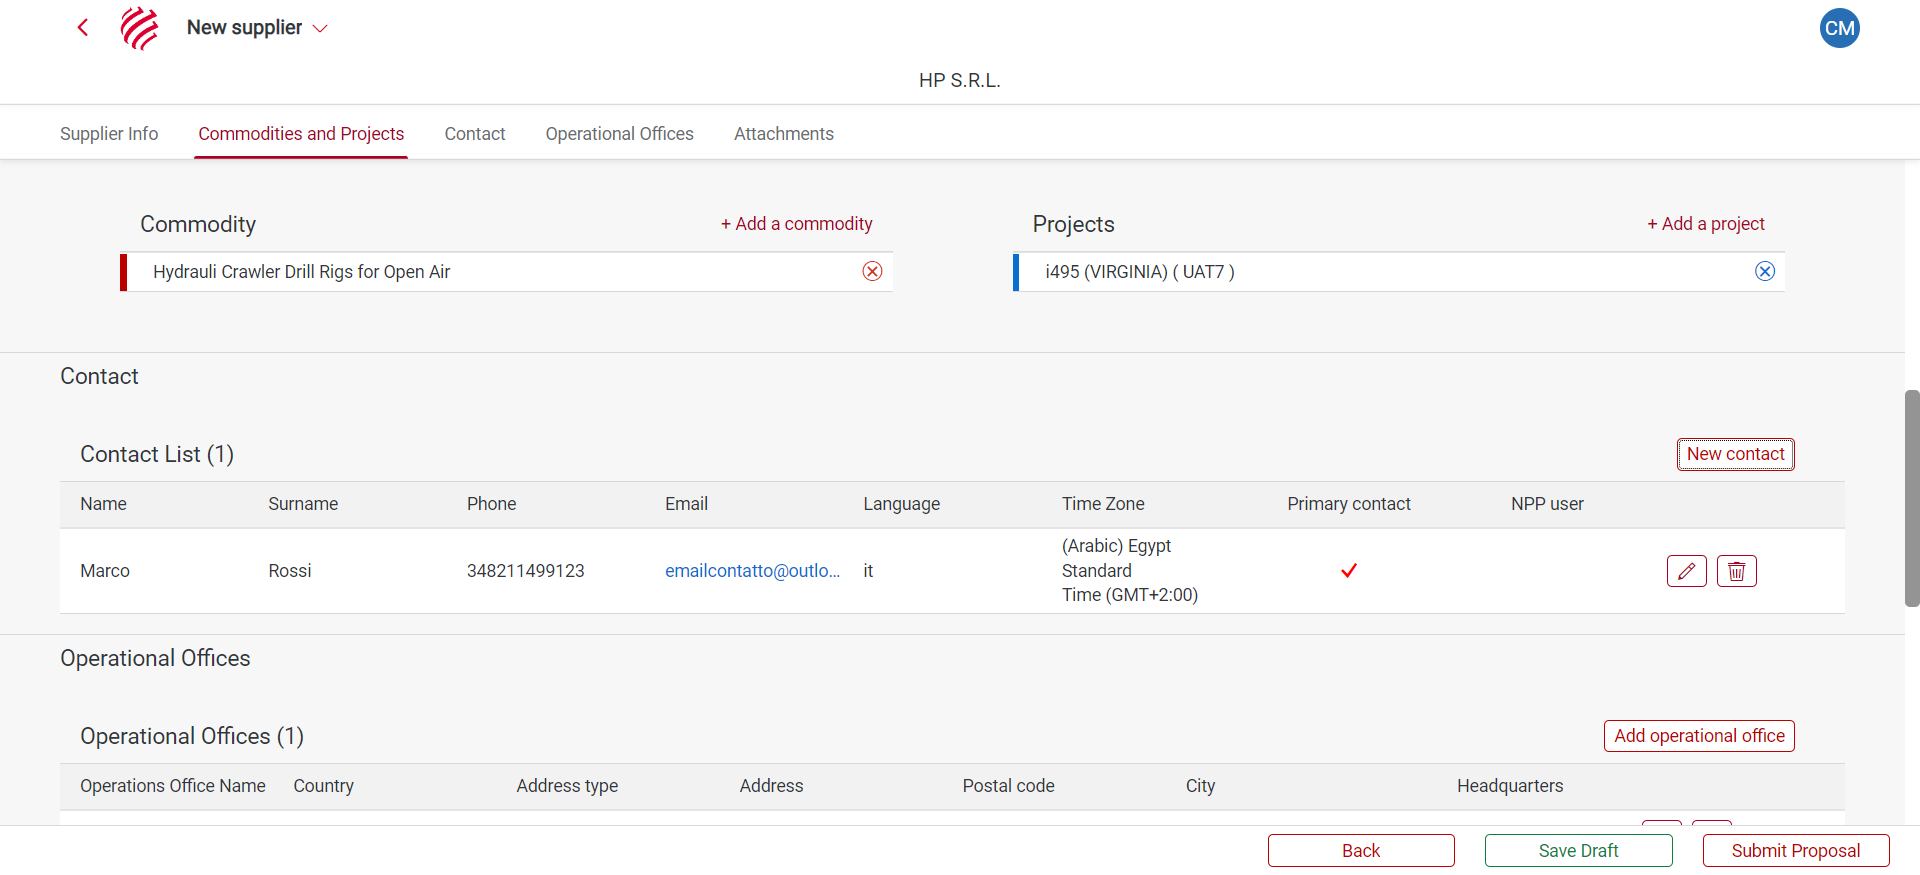 New supplier
CM
HP S.R.L.
Supplier Info Commodities and Projects Contact Operational Offices Attachments
Commodity + Add a commodity Projects + Add a project
Hydrauli Crawler Drill Rigs for Open Air i495 (VIRGINIA) ( UAT7 )
Contact
Contact List (1) New contact
Name Surname Phone Email Language Time Zone Primary contact NPP user
Marco Rossi 348211499123 emailcontatto@outlo... it (Arabic) Egypt
Standard
Time (GMT+2:00)
Operational Offices
Operational Offices (1) Add operational office
Operations Office Name Country Address type Address Postal code City Headquarters
Back Save Draft Submit Proposal